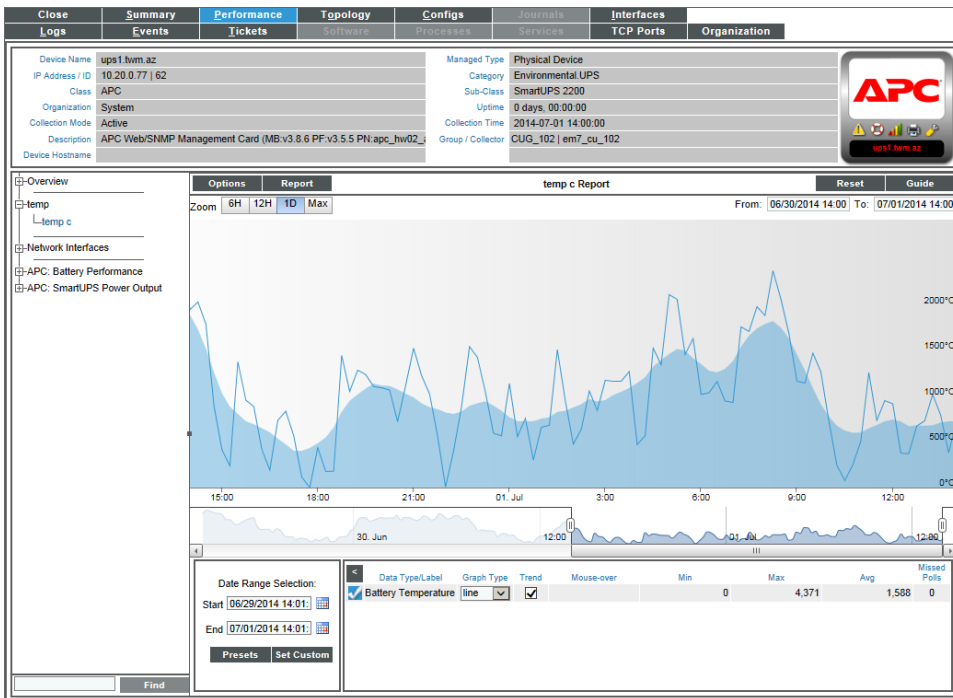 Close Summary Performance Topology Configs Journals Interfaces
Logs Events Tickets Software Processes Services TCP Ports Organization
Device Name ups1.twm.az Managed Type Physical Device
IP Address / ID 10.20.0.77 | 62 Category Environmental.UPS
Class APC Sub-Class SmartUPS 2200
Organization System Uptime 0 days, 00:00:00
Collection Mode Active Collection Time 2014-07-01 14:00:00
Description APC Web/SNMP Management Card (MB:v3.8.6 PF:v3.5.5 PN:apc_hw02_a Group / Collector CUG_102 | em7_cu_102
Device Hostname
APC
ups1.twm.az
Overview
temp
temp c
Network Interfaces
APC: Battery Performance
APC: SmartUPS Power Output
Find
Options Report temp c Report Reset Guide
Zoom 6H 12H 1D Max From: 06/30/2014 14:00 To: 07/01/2014 14:00
2000°C
1500°C
1000°C
500°C
0°C
15:00 18:00 21:00 01. Jul 3:00 6:00 9:00 12:00
30. Jun 12:00 01. Jul 12:00
Date Range Selection:
Start 06/29/2014 14:01:
End 07/01/2014 14:01:
Presets Set Custom
< Data Type/Label Graph Type Trend Mouse-over Min Max Avg Missed Polls
Battery Temperature line 0 4,371 1,588 0